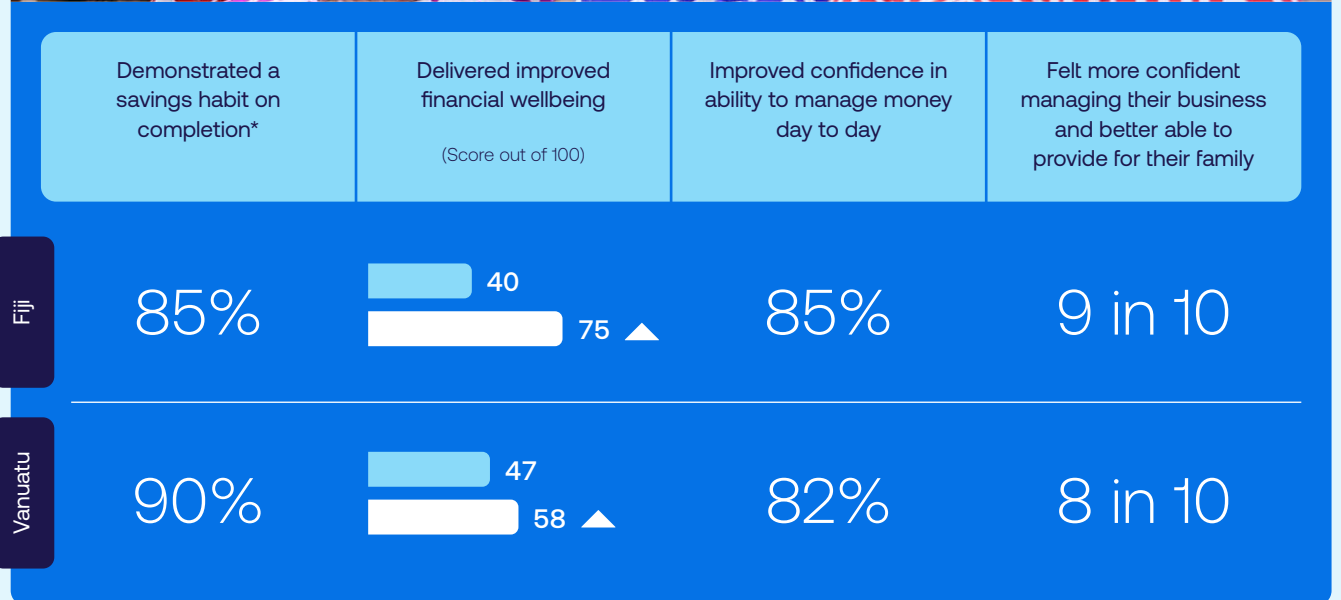 Demonstrated a
savings habit on
completion*
Delivered improved
financial wellbeing
(Score out of 100)
Improved confidence in
ability to manage money
day to day
Felt more confident
managing their business
and better able to
provide for their family
Fiji
85%
40
75
85%
9 in 10
Vanuatu
90%
47
58
82%
8 in 10